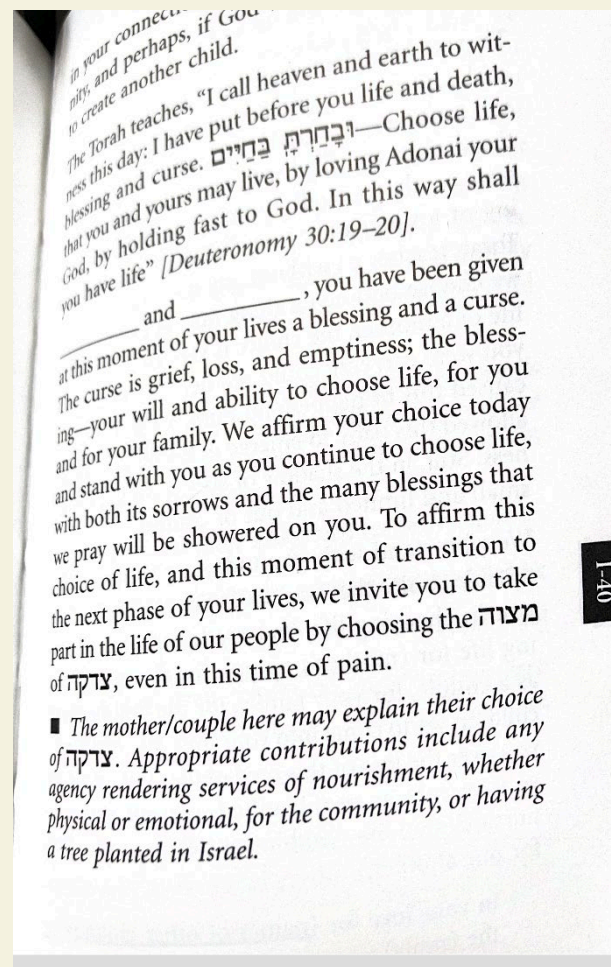 in your
nity, and perhaps, if God
to create another child.
The Torah teaches, “I call heaven and earth to wit-
ness this day: I have put before you life and death,
blessing and curse. וּבָחַרְתָּ בַּחַיִּים—Choose life,
that you and yours may live, by loving Adonai your
God, by holding fast to God. In this way shall
you have life” [Deuteronomy 30:19–20].
________ and ____________, you have been given
at this moment of your lives a blessing and a curse.
The curse is grief, loss, and emptiness; the bless-
ing—your will and ability to choose life, for you
and for your family. We affirm your choice today
and stand with you as you continue to choose life,
with both its sorrows and the many blessings that
we pray will be showered on you. To affirm this
choice of life, and this moment of transition to
the next phase of your lives, we invite you to take
part in the life of our people by choosing the מצוה
of צדקה, even in this time of pain.
■ The mother/couple here may explain their choice
of צדקה. Appropriate contributions include any
agency rendering services of nourishment, whether
physical or emotional, for the community, or having
a tree planted in Israel.
I-40